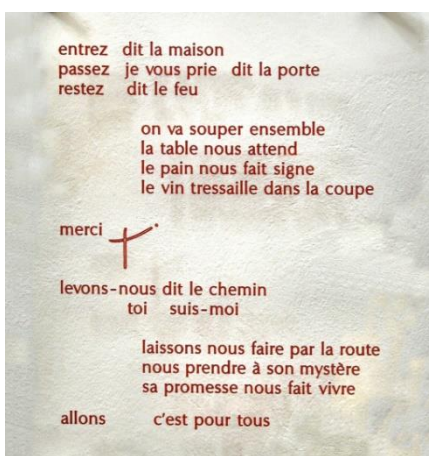 entrez dit la maison
passez je vous prie dit la porte
restez dit le feu
on va souper ensemble
la table nous attend
le pain nous fait signe
le vin tressaille dans la coupe
merci
levons-nous dit le chemin
toi suis-moi
laissons nous faire par la route
nous prendre à son mystère
sa promesse nous fait vivre
allons c'est pour tous